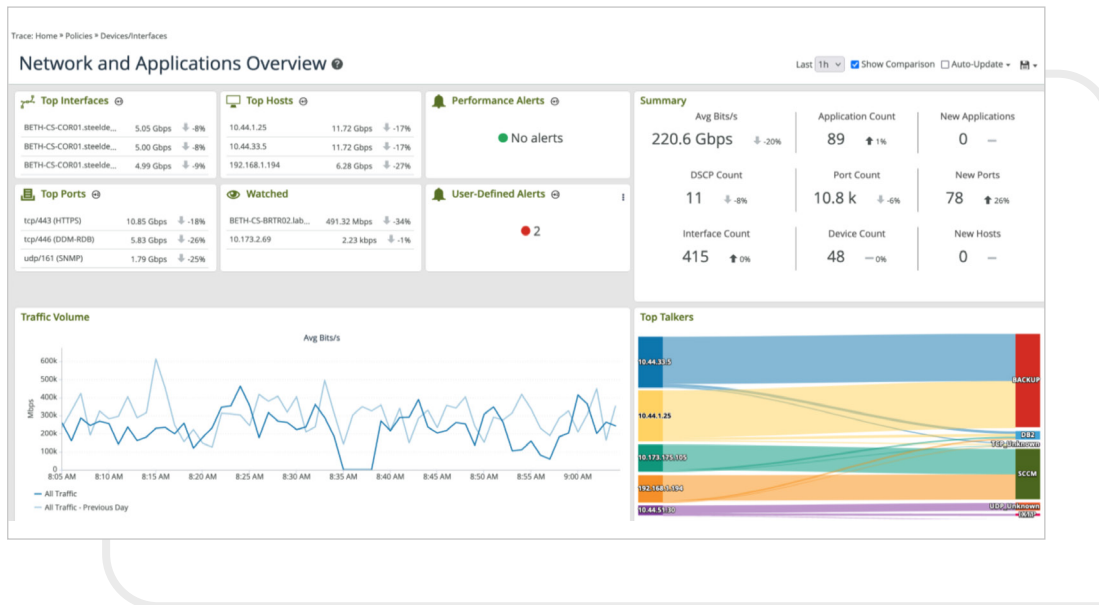 Trace: Home » Policies » Devices/Interfaces
Network and Applications Overview
Last 1h Show Comparison Auto-Update
Top Interfaces
BETH-CS-COR01.steelde... 5.05 Gbps -8%
BETH-CS-COR01.steelde... 5.00 Gbps -8%
BETH-CS-COR01.steelde... 4.99 Gbps -9%
Top Hosts
10.44.1.25 11.72 Gbps -17%
10.44.33.5 11.72 Gbps -17%
192.168.1.194 6.28 Gbps -27%
Performance Alerts
No alerts
Top Ports
tcp/443 (HTTPS) 10.85 Gbps -18%
tcp/446 (DDM-RDB) 5.83 Gbps -26%
udp/161 (SNMP) 1.79 Gbps -25%
Watched
BETH-CS-BRTR02.lab... 491.32 Mbps -34%
10.173.2.69 2.23 kbps -1%
User-Defined Alerts
2
Summary
Avg Bits/s Application Count New Applications
220.6 Gbps -20% 89 1% 0 —
DSCP Count Port Count New Ports
11 -8% 10.8 k -6% 78 26%
Interface Count Device Count New Hosts
415 0% 48 —0% 0 —
Traffic Volume
Avg Bits/s
Mbps
600k
500k
400k
300k
200k
100k
0
8:05 AM 8:10 AM 8:15 AM 8:20 AM 8:25 AM 8:30 AM 8:35 AM 8:40 AM 8:45 AM 8:50 AM 8:55 AM 9:00 AM
All Traffic
All Traffic - Previous Day
Top Talkers
10.44.33.5
10.44.1.25
10.173.175.105
192.168.1.194
10.44.51.30
BACKUP
DB2
TCP_Unknown
SCCM
UDP_Unknown